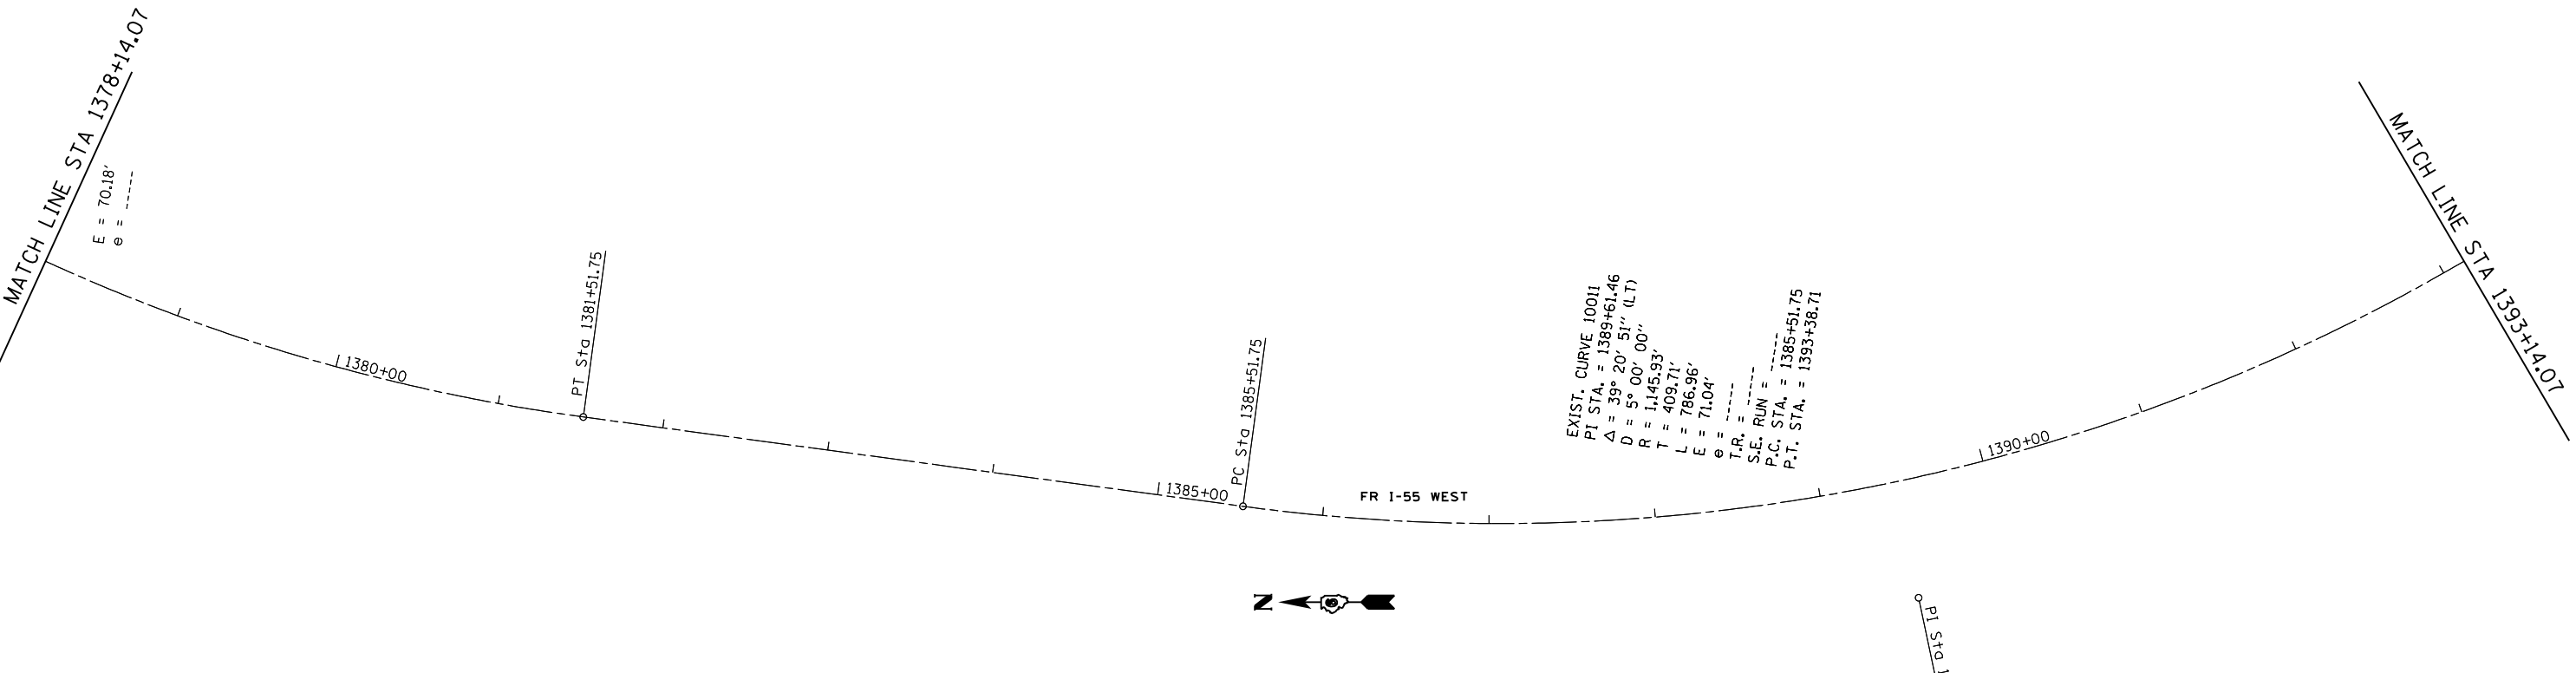 MATCH LINE STA 1378+14.07
E = 70.18'
e = -----
1380+00
PT Sta 1381+51.75
1385+00
PC Sta 1385+51.75
FR I-55 WEST
EXIST. CURVE 10011
PI STA. = 1389+61.46
Δ = 39° 20' 51'' (LT)
D = 5° 00' 00''
R = 1,145.93'
T = 409.71'
L = 786.96'
E = 71.04'
e = -----
T.R. = -----
S.E. RUN = -----
P.C. STA. = 1385+51.75
P.T. STA. = 1393+38.71
1390+00
MATCH LINE STA 1393+14.07
N
PI Sta 1